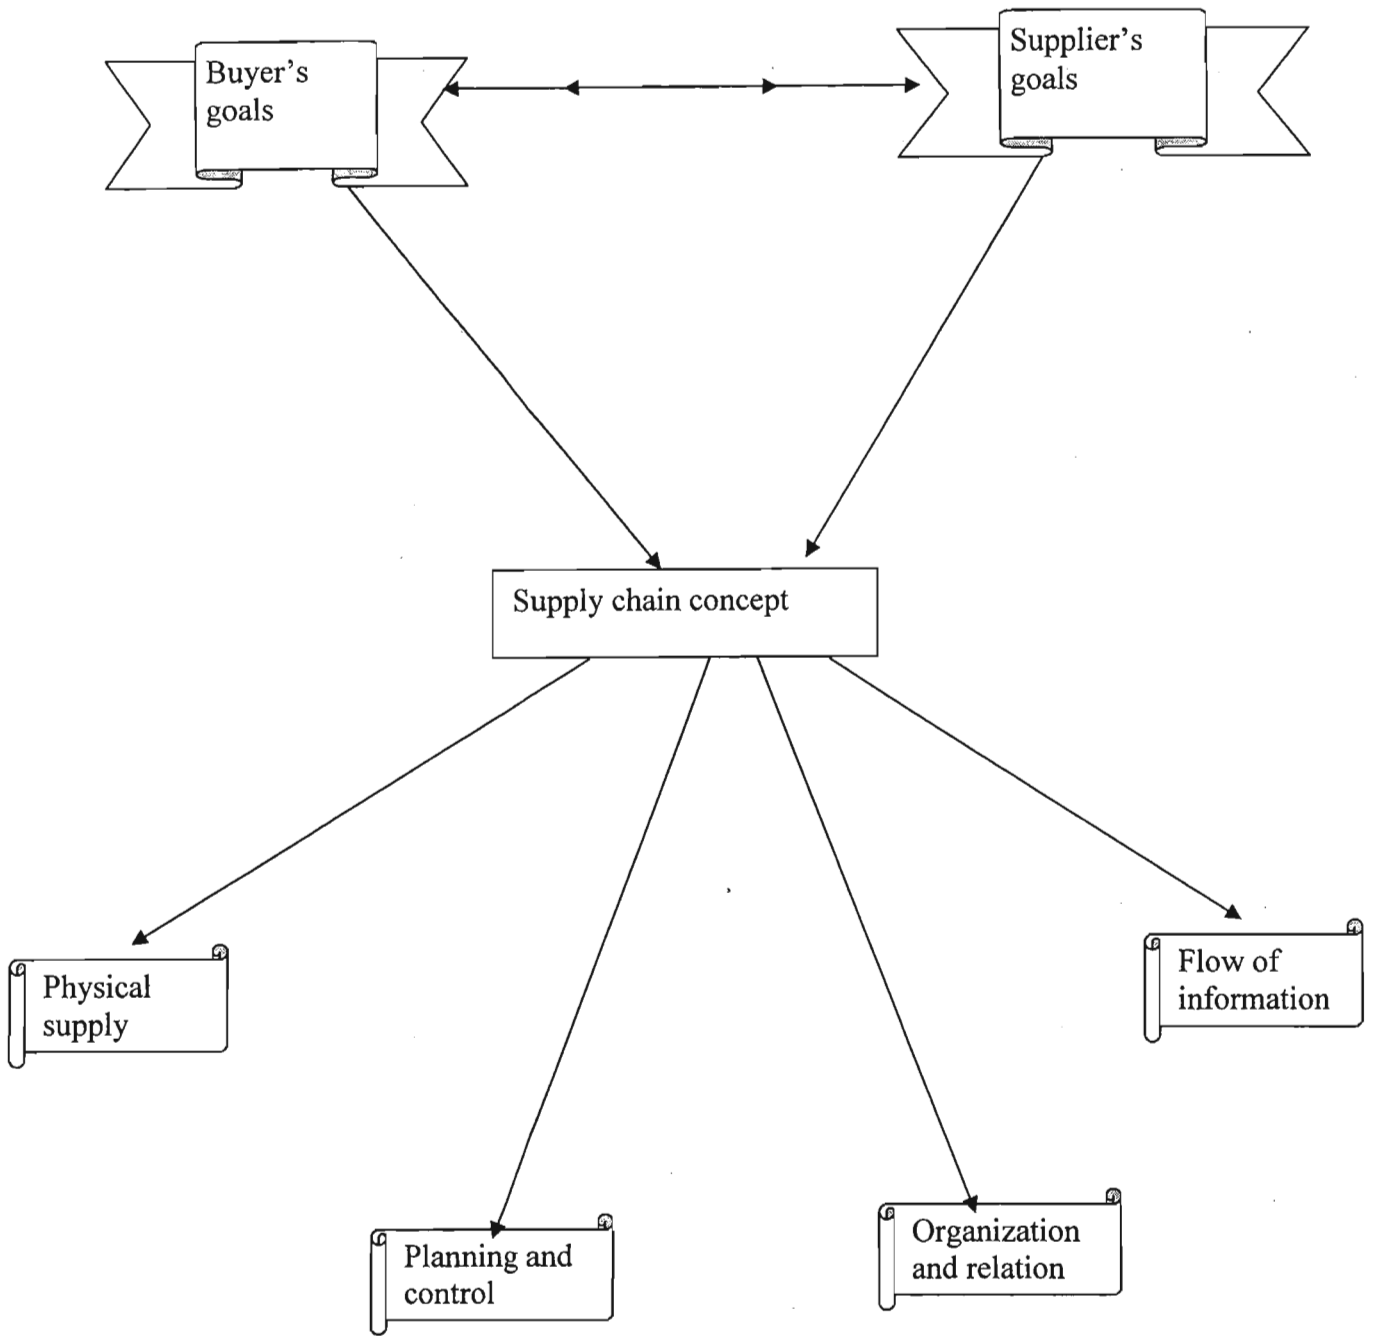 Buyer's
goals
Supplier's
goals
Supply chain concept
Physical
supply
Flow of
information
Planning and
control
Organization
and relation